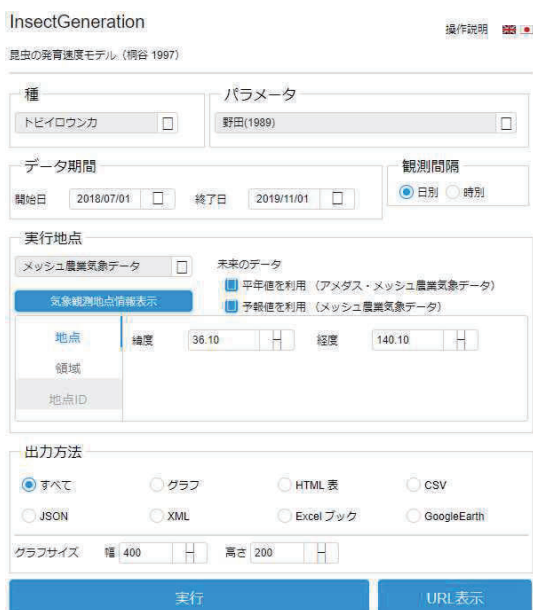 InsectGeneration
操作説明
昆虫の発育速度モデル（桐谷 1997）
種
パラメータ
トビイロウンカ
野田(1989)
データ期間
観測間隔
開始日 2018/07/01 終了日 2019/11/01
日別 時別
実行地点
メッシュ農業気象データ
未来のデータ
平年値を利用 （アメダス・メッシュ農業気象データ）
気象観測地点情報表示
予報値を利用 （メッシュ農業気象データ）
地点
緯度 36.10 経度 140.10
領域
地点ID
出力方法
すべて グラフ HTML 表 CSV
JSON XML Excel ブック GoogleEarth
グラフサイズ 幅 400 高さ 200
実行 URL表示